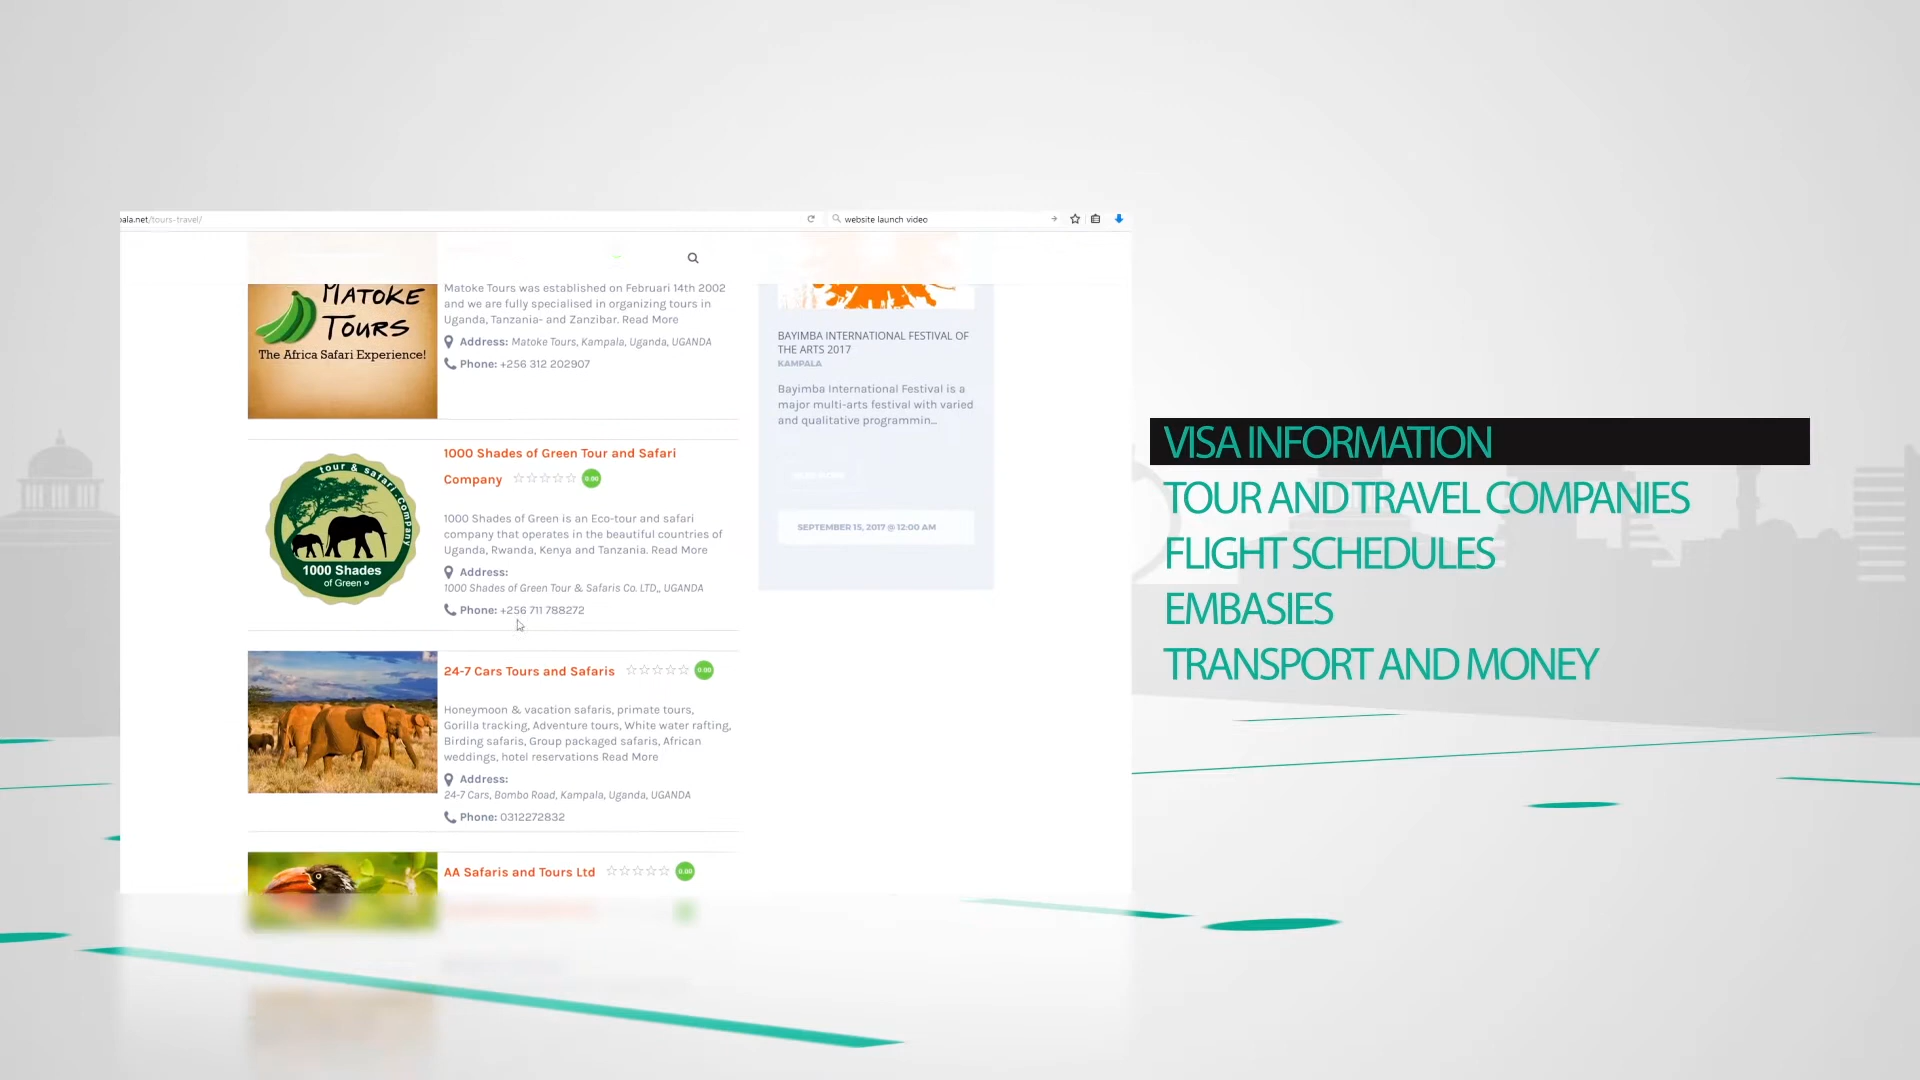 pala.net/tours-travel/
website launch video
MATOKE
TOURS
The Africa Safari Experience!
Matoke Tours was established on Februari 14th 2002
and we are fully specialised in organizing tours in
Uganda, Tanzania- and Zanzibar. Read More
Address: Matoke Tours, Kampala, Uganda, UGANDA
Phone: +256 312 202907
tour & safari Company
1000 Shades
of Green
1000 Shades of Green Tour and Safari
Company 0.00
1000 Shades of Green is an Eco-tour and safari
company that operates in the beautiful countries of
Uganda, Rwanda, Kenya and Tanzania. Read More
Address:
1000 Shades of Green Tour & Safaris Co. LTD,, UGANDA
Phone: +256 711 788272
24-7 Cars Tours and Safaris 0.00
Honeymoon & vacation safaris, primate tours,
Gorilla tracking, Adventure tours, White water rafting,
Birding safaris, Group packaged safaris, African
weddings, hotel reservations Read More
Address:
24-7 Cars, Bombo Road, Kampala, Uganda, UGANDA
Phone: 0312272832
AA Safaris and Tours Ltd 0.00
BAYIMBA INTERNATIONAL FESTIVAL OF
THE ARTS 2017
KAMPALA
Bayimba International Festival is a
major multi-arts festival with varied
and qualitative programmin...
SEPTEMBER 15, 2017 @ 12:00 AM
VISA INFORMATION
TOUR AND TRAVEL COMPANIES
FLIGHT SCHEDULES
EMBASIES
TRANSPORT AND MONEY